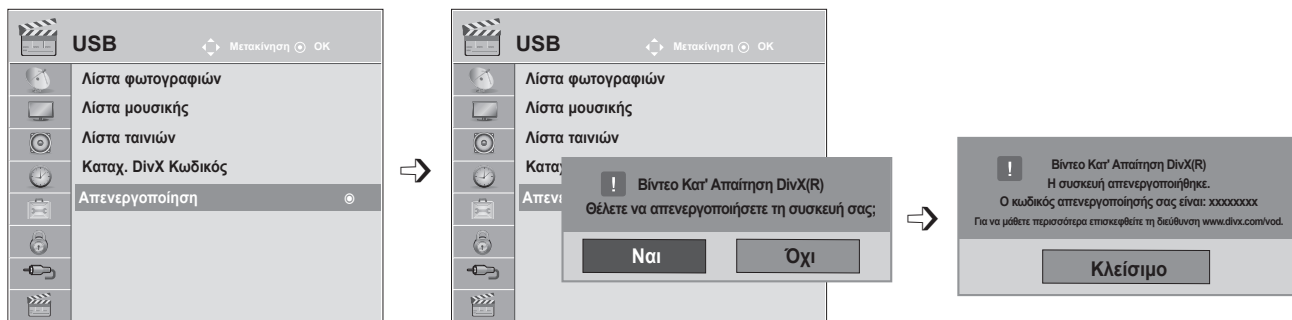 USB
Μετακίνηση OK
Λίστα φωτογραφιών
Λίστα μουσικής
Λίστα ταινιών
Καταχ. DivX Κωδικός
Απενεργοποίηση
USB
Μετακίνηση OK
Λίστα φωτογραφιών
Λίστα μουσικής
Λίστα ταινιών
Κατα
Απενε
! Βίντεο Κατ' Απαίτηση DivX(R)
Θέλετε να απενεργοποιήσετε τη συσκευή σας;
Ναι Όχι
! Βίντεο Κατ' Απαίτηση DivX(R)
Η συσκευή απενεργοποιήθηκε.
Ο κωδικός απενεργοποίησής σας είναι: xxxxxxxx
Για να μάθετε περισσότερα επισκεφθείτε τη διεύθυνση www.divx.com/vod.
Κλείσιμο